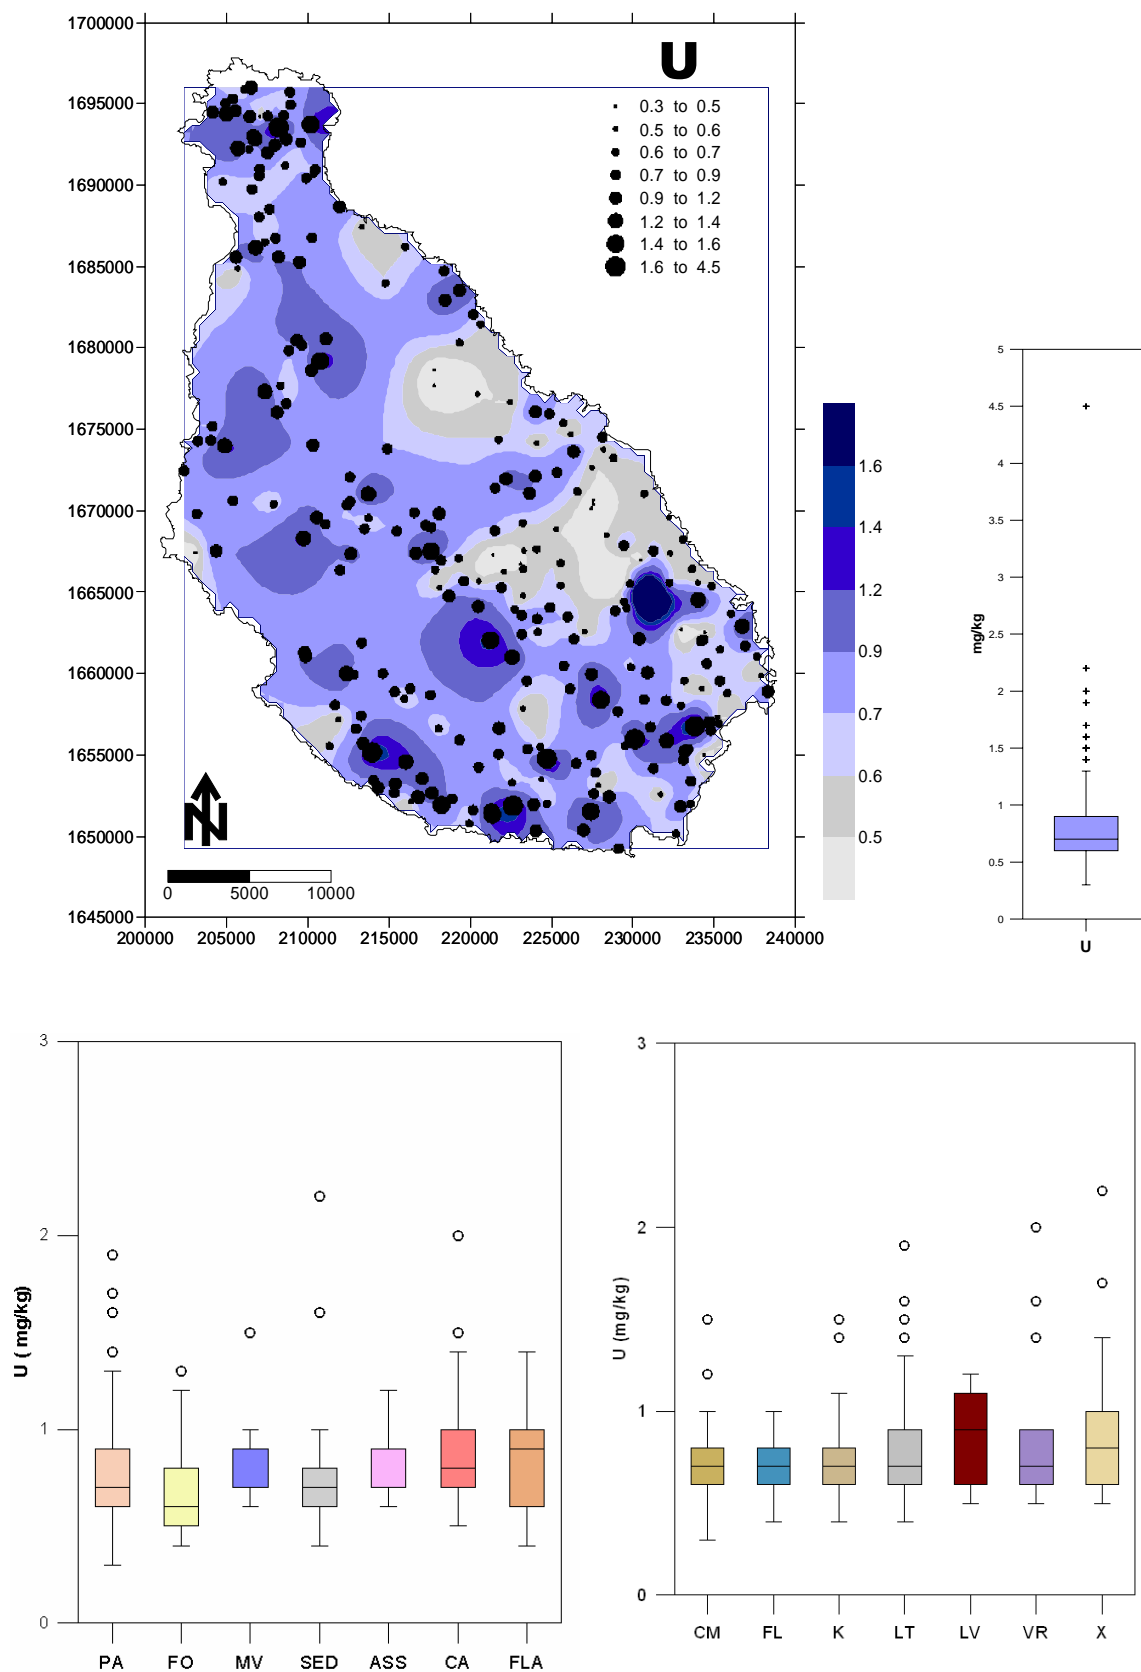 1700000
1695000
1690000
1685000
1680000
1675000
1670000
1665000
1660000
1655000
1650000
1645000
200000 205000 210000 215000 220000 225000 230000 235000 240000
U
0.3 to 0.5
0.5 to 0.6
0.6 to 0.7
0.7 to 0.9
0.9 to 1.2
1.2 to 1.4
1.4 to 1.6
1.6 to 4.5
N
0 5000 10000
1.6
1.4
1.2
0.9
0.7
0.6
0.5
mg/kg
5
4.5
4
3.5
3
2.5
2
1.5
1
0.5
0
U
U ( mg/kg)
3
2
1
0
PA FO MV SED ASS CA FLA
U (mg/kg)
3
2
1
0
CM FL K LT LV VR X